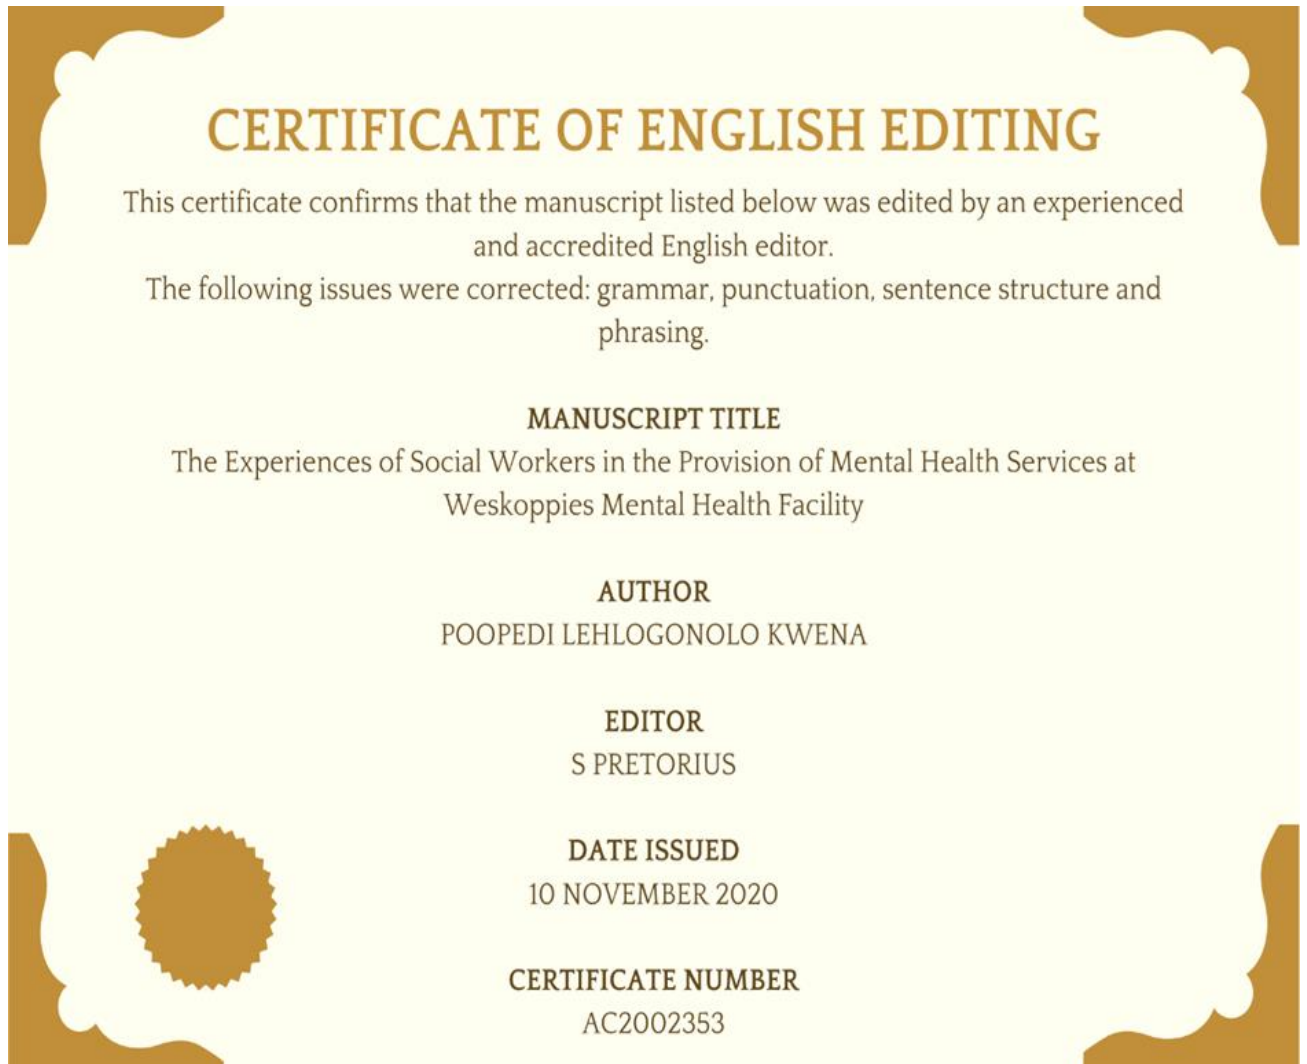 CERTIFICATE OF ENGLISH EDITING
This certificate confirms that the manuscript listed below was edited by an experienced
and accredited English editor.
The following issues were corrected: grammar, punctuation, sentence structure and
phrasing.
MANUSCRIPT TITLE
The Experiences of Social Workers in the Provision of Mental Health Services at
Weskoppies Mental Health Facility
AUTHOR
POOPEDI LEHLOGONOLO KWENA
EDITOR
S PRETORIUS
DATE ISSUED
10 NOVEMBER 2020
CERTIFICATE NUMBER
AC2002353